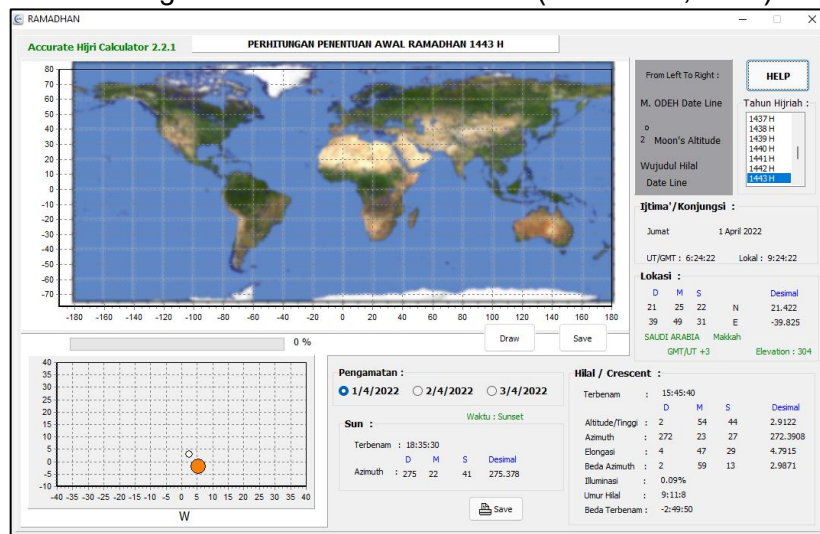 RAMADHAN
Accurate Hijri Calculator 2.2.1
PERHITUNGAN PENENTUAN AWAL RAMADHAN 1443 H
80
70
60
50
40
30
20
10
0
-10
-20
-30
-40
-50
-60
-70
-180 -160 -140 -120 -100 -80 -60 -40 -20 0 20 40 60 80 100 120 140 160 180
From Left To Right :
M. ODEH Date Line
o
2 Moon's Altitude
Wujudul Hilal
Date Line
HELP
Tahun Hijriah :
1437 H
1438 H
1439 H
1440 H
1441 H
1442 H
1443 H
Ijtima'/Konjungsi :
Jumat 1 April 2022
UT/GMT : 6:24:22 Lokal : 9:24:22
Lokasi :
D M S Desimal
21 25 22 N 21.422
39 49 31 E -39.825
SAUDI ARABIA Makkah
GMT/UT +3 Elevation : 304
0 %
Draw
Save
40
35
30
25
20
15
10
5
0
-5
-10
-40 -35 -30 -25 -20 -15 -10 -5 0 5 10 15 20 25 30 35 40
W
Pengamatan :
1/4/2022 2/4/2022 3/4/2022
Waktu : Sunset
Sun :
Terbenam : 18:35:30
D M S Desimal
Azimuth : 275 22 41 275.378
Save
Hilal / Crescent :
Terbenam : 15:45:40
D M S Desimal
Altitude/Tinggi : 2 54 44 2.9122
Azimuth : 272 23 27 272.3908
Elongasi : 4 47 29 4.7915
Beda Azimuth : 2 59 13 2.9871
Illuminasi : 0.09%
Umur Hilal : 9:11:8
Beda Terbenam : -2:49:50